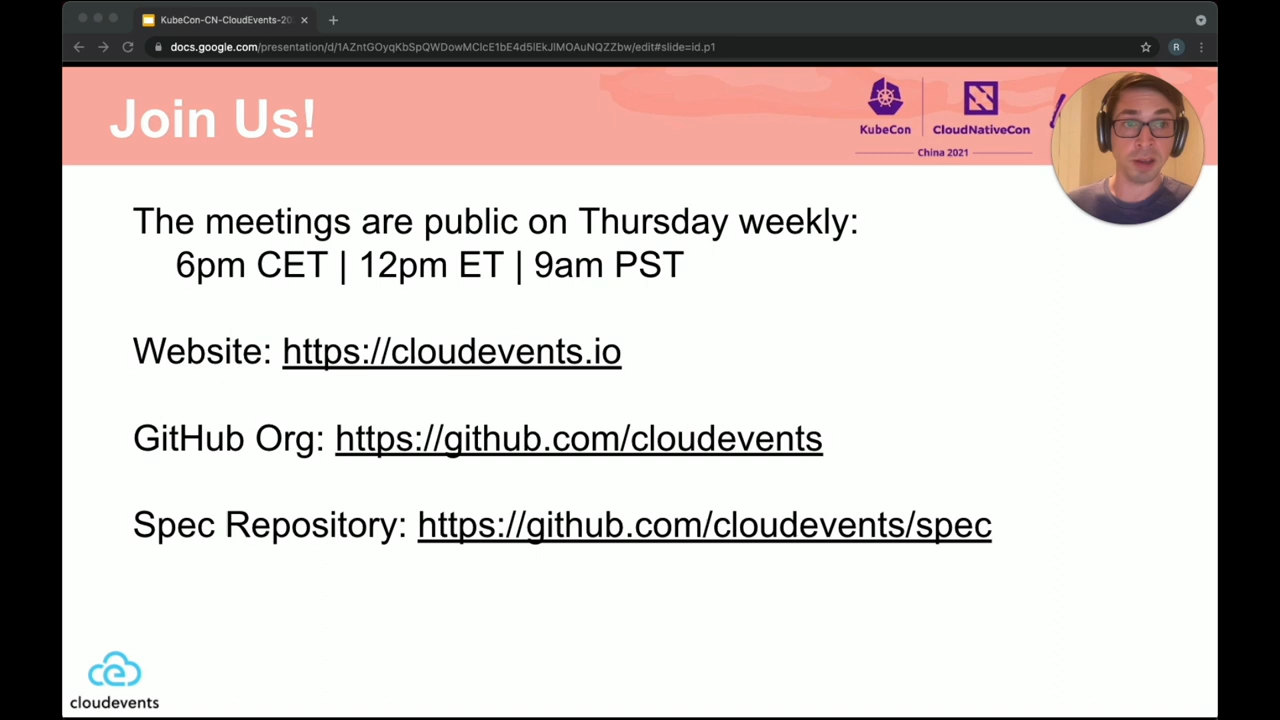 KubeCon-CN-CloudEvents-20
docs.google.com/presentation/d/1AZntGOyqKbSpQWDowMClcE1bE4d5lEkJlMOAuNQZZbw/edit#slide=id.p1
R
Join Us!
KubeCon
CloudNativeCon
China 2021
The meetings are public on Thursday weekly:
6pm CET | 12pm ET | 9am PST
Website: https://cloudevents.io
GitHub Org: https://github.com/cloudevents
Spec Repository: https://github.com/cloudevents/spec
cloudevents